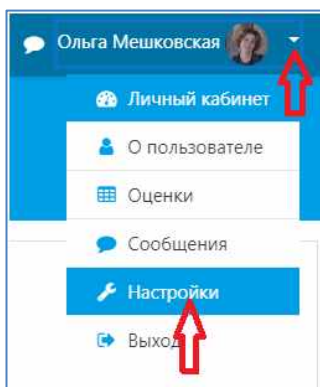 Ольга Мешковская
Личный кабинет
О пользователе
Оценки
Сообщения
Настройки
Выход